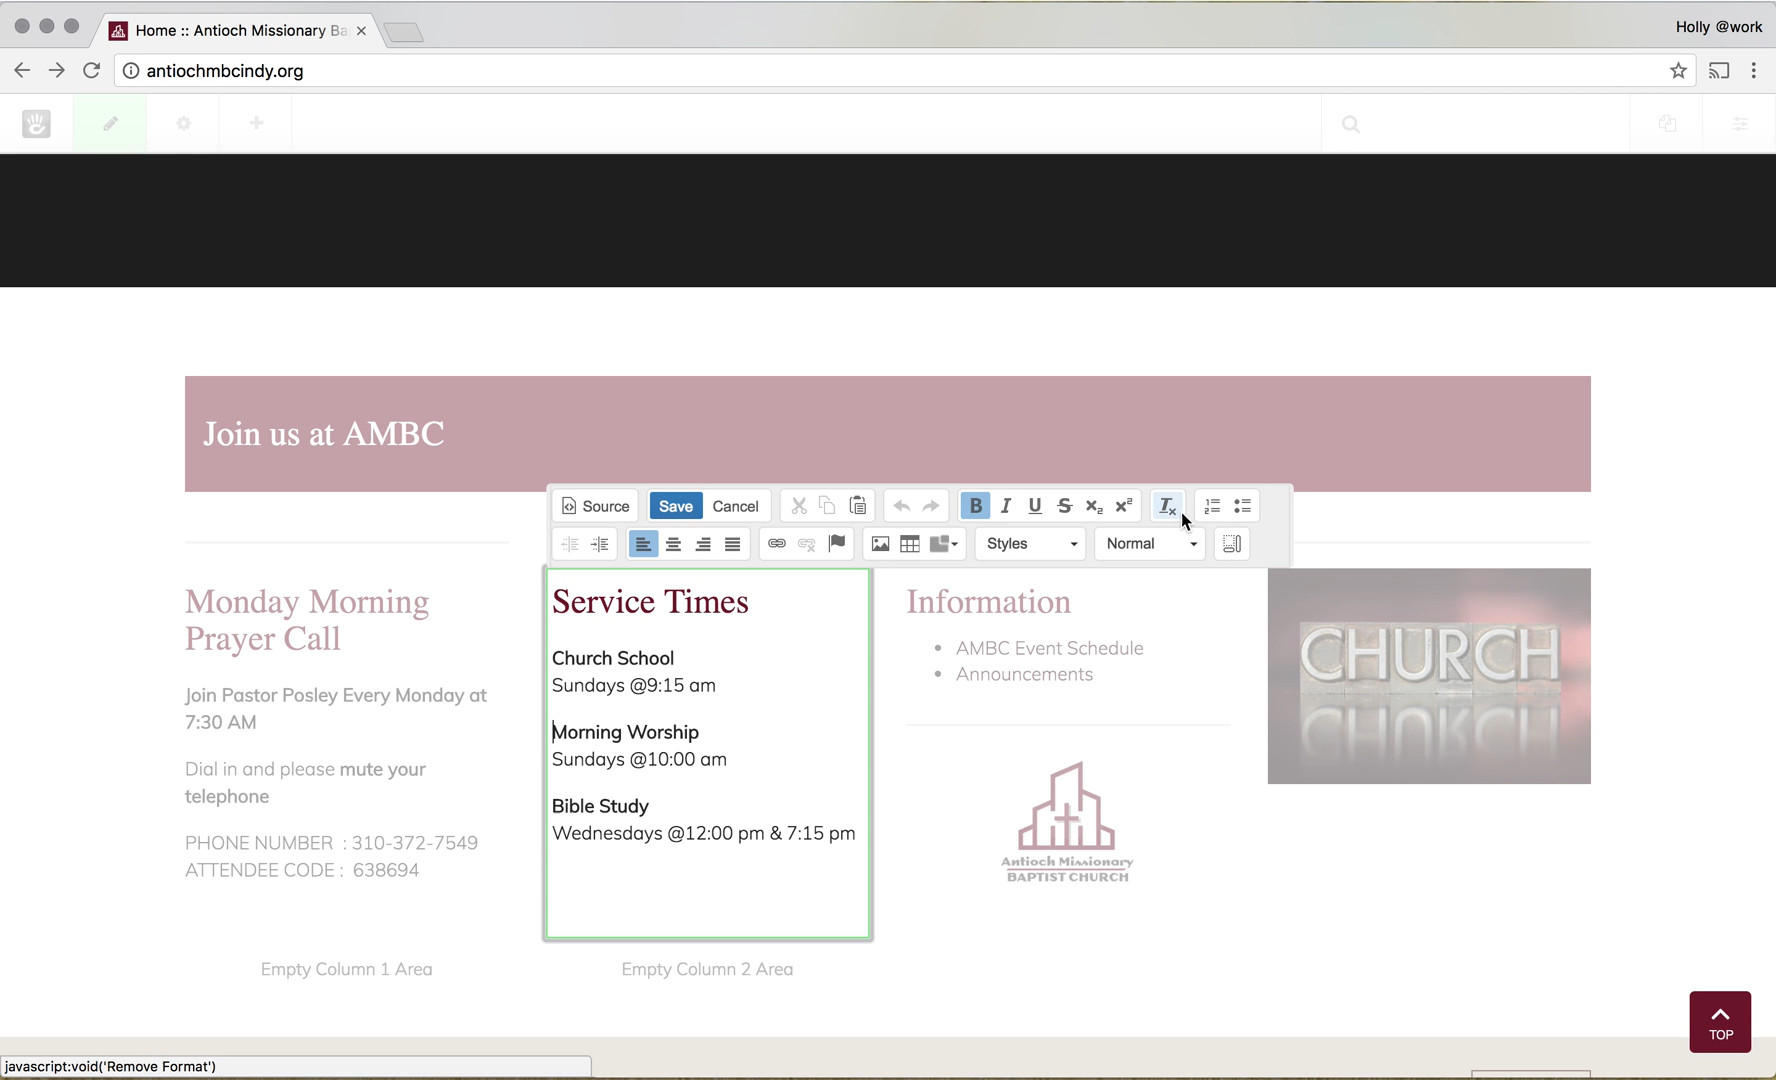 Home :: Antioch Missionary Ba
Holly @work
antiochmbcindy.org
Join us at AMBC
Source Save Cancel
Styles Normal
Monday Morning
Prayer Call
Join Pastor Posley Every Monday at
7:30 AM
Dial in and please mute your
telephone
PHONE NUMBER : 310-372-7549
ATTENDEE CODE : 638694
Service Times
Church School
Sundays @9:15 am
Morning Worship
Sundays @10:00 am
Bible Study
Wednesdays @12:00 pm & 7:15 pm
Information
AMBC Event Schedule
Announcements
Antioch Missionary
BAPTIST CHURCH
CHURCH
Empty Column 1 Area
Empty Column 2 Area
TOP
javascript:void('Remove Format')